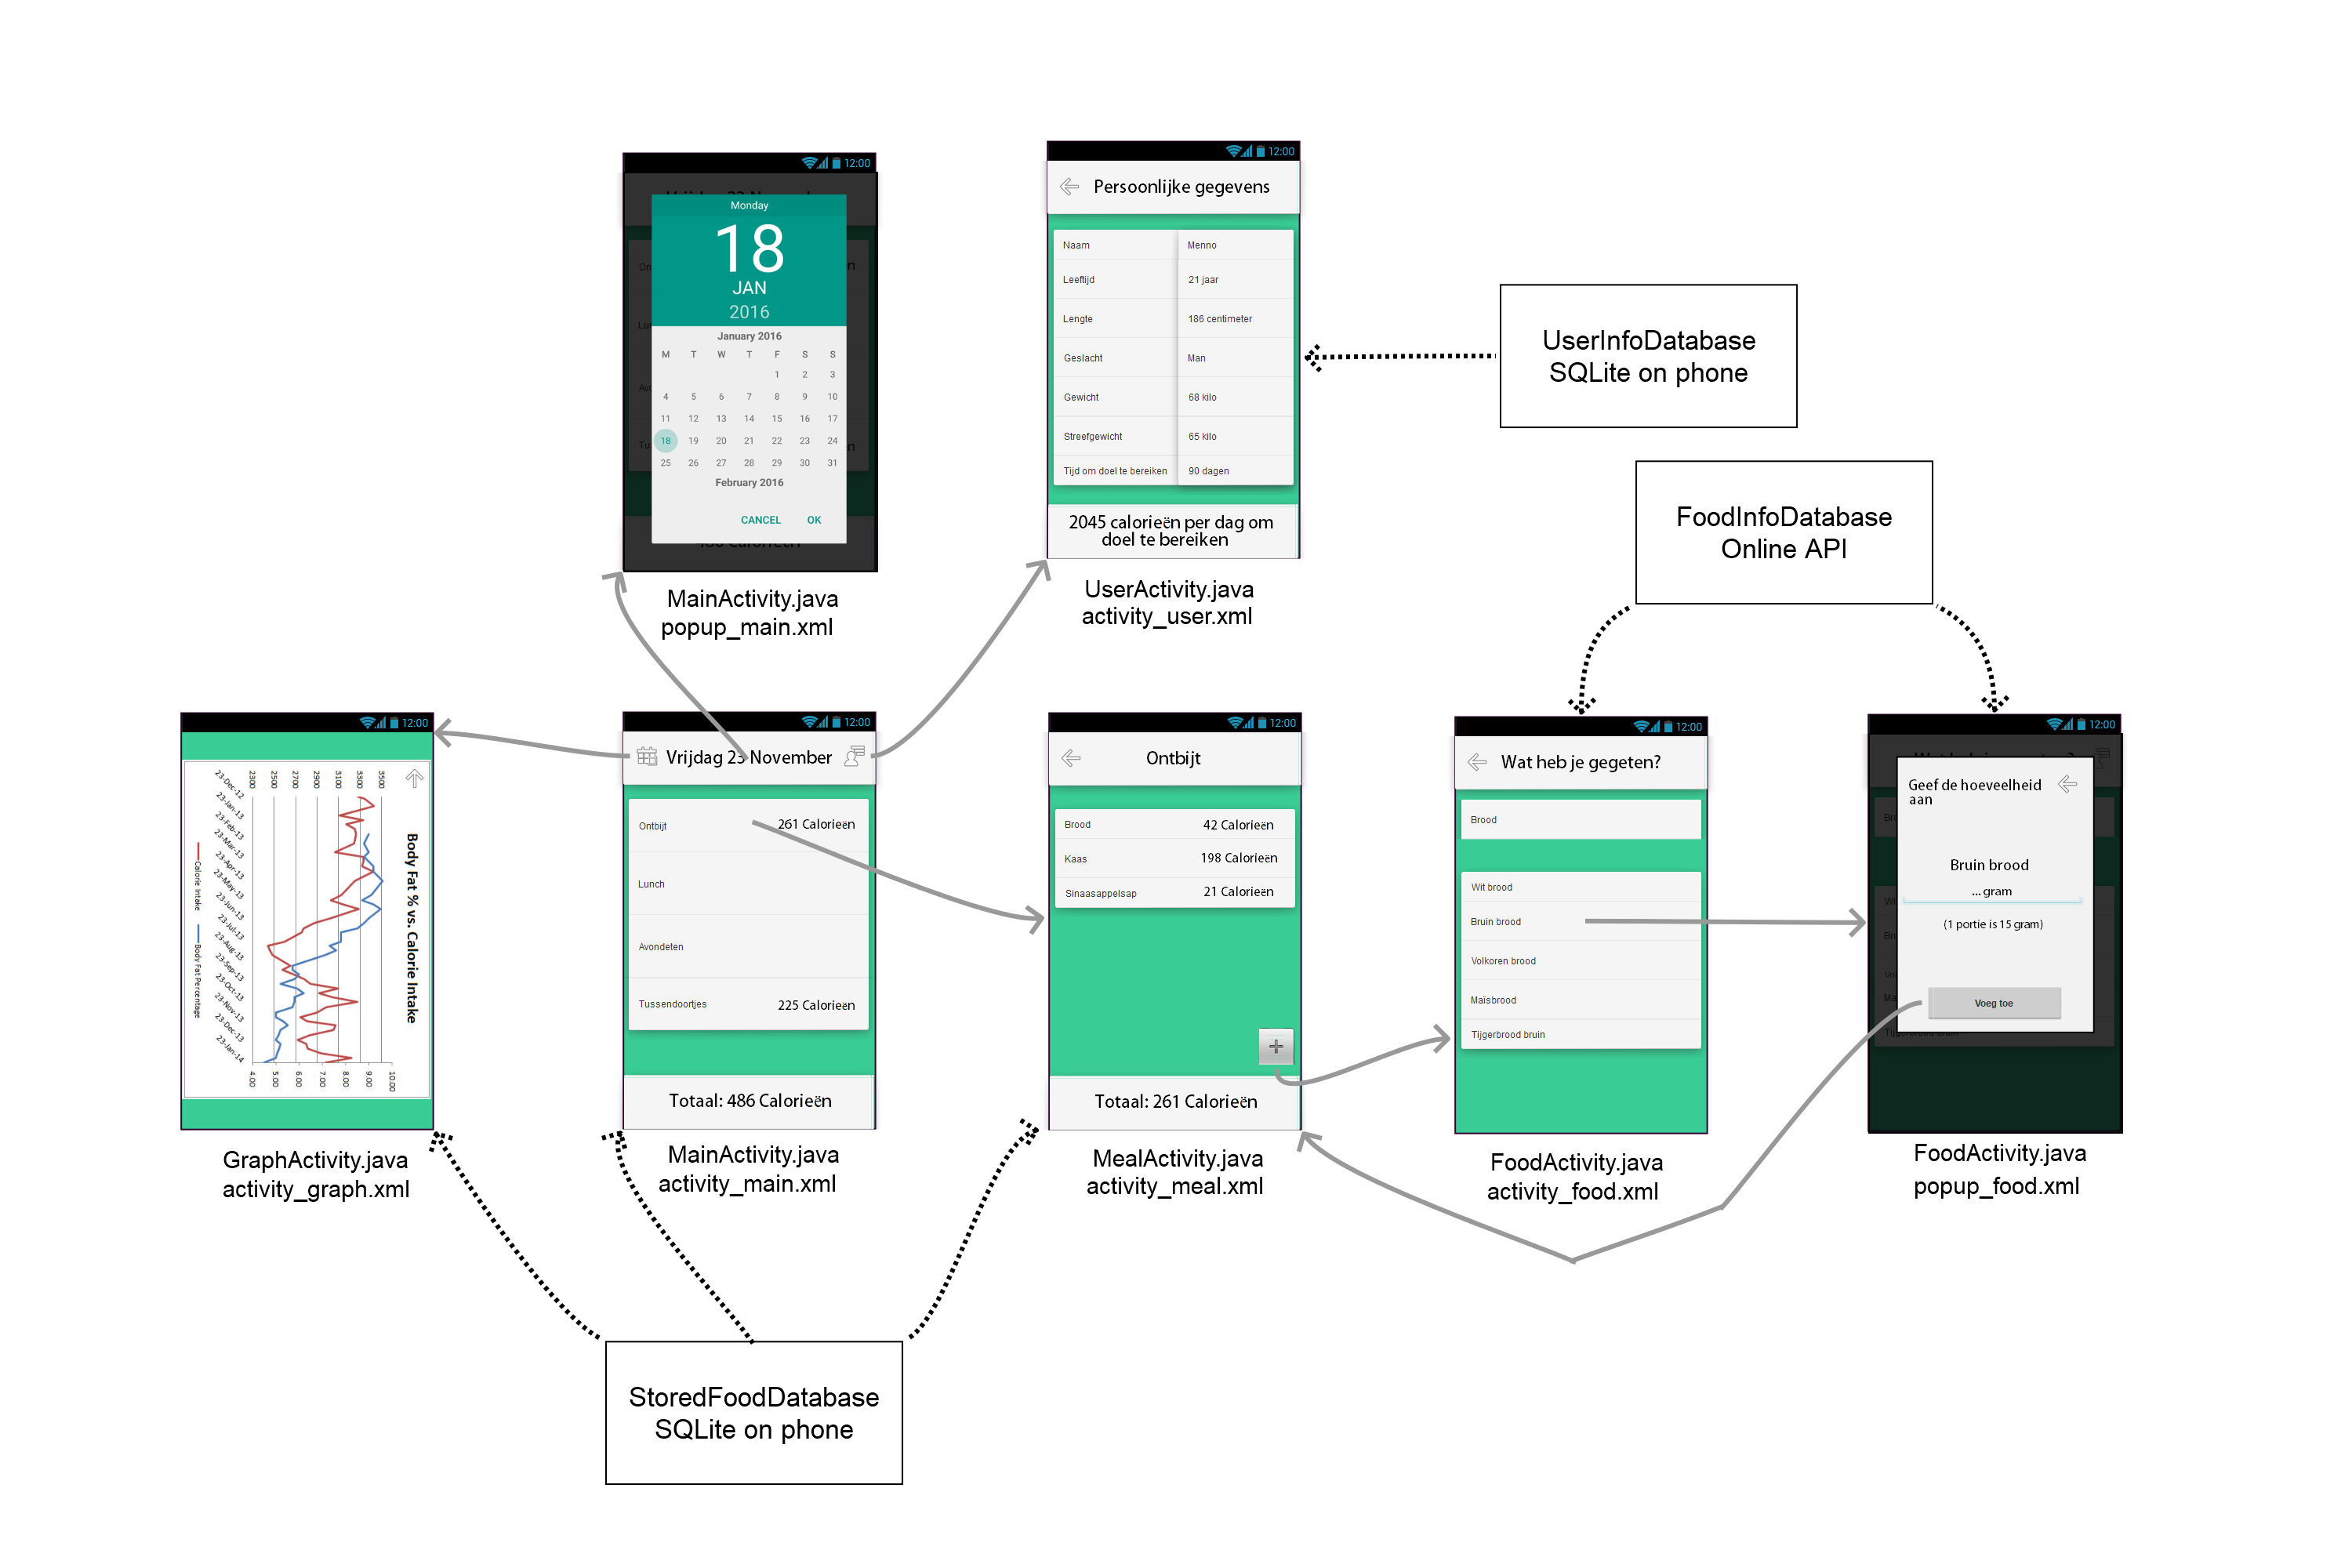 12:00
Vrijdag 23 November
Monday
18
JAN
2016
January 2016
M T W T F S S
1 2 3
4 5 6 7 8 9 10
11 12 13 14 15 16 17
18 19 20 21 22 23 24
25 26 27 28 29 30 31
February 2016
CANCEL OK
MainActivity.java
popup_main.xml
12:00
Persoonlijke gegevens
Naam Menno
Leeftijd 21 jaar
Lengte 186 centimeter
Geslacht Man
Gewicht 68 kilo
Streefgewicht 65 kilo
Tijd om doel te bereiken 90 dagen
2045 calorieën per dag om
doel te bereiken
UserActivity.java
activity_user.xml
UserInfoDatabase
SQLite on phone
FoodInfoDatabase
Online API
12:00
Body Fat % vs. Calorie Intake
3500
3300
3100
2900
2700
2500
2300
23-Dec-12
23-Jan-13
23-Feb-13
23-Mar-13
23-Apr-13
23-May-13
23-Jun-13
23-Jul-13
23-Aug-13
23-Sep-13
23-Oct-13
23-Nov-13
23-Dec-13
23-Jan-14
10.00
9.00
8.00
7.00
6.00
5.00
4.00
Calorie Intake
Body Fat Percentage
GraphActivity.java
activity_graph.xml
12:00
Vrijdag 23 November
Ontbijt 261 Calorieën
Lunch
Avondeten
Tussendoortjes 225 Calorieën
Totaal: 486 Calorieën
MainActivity.java
activity_main.xml
12:00
Ontbijt
Brood 42 Calorieën
Kaas 198 Calorieën
Sinaasappelsap 21 Calorieën
+
Totaal: 261 Calorieën
MealActivity.java
activity_meal.xml
12:00
Wat heb je gegeten?
Brood
Wit brood
Bruin brood
Volkoren brood
Maïsbrood
Tijgerbrood bruin
FoodActivity.java
activity_food.xml
12:00
Geef de hoeveelheid
aan
Bruin brood
... gram
(1 portie is 15 gram)
Voeg toe
FoodActivity.java
popup_food.xml
StoredFoodDatabase
SQLite on phone